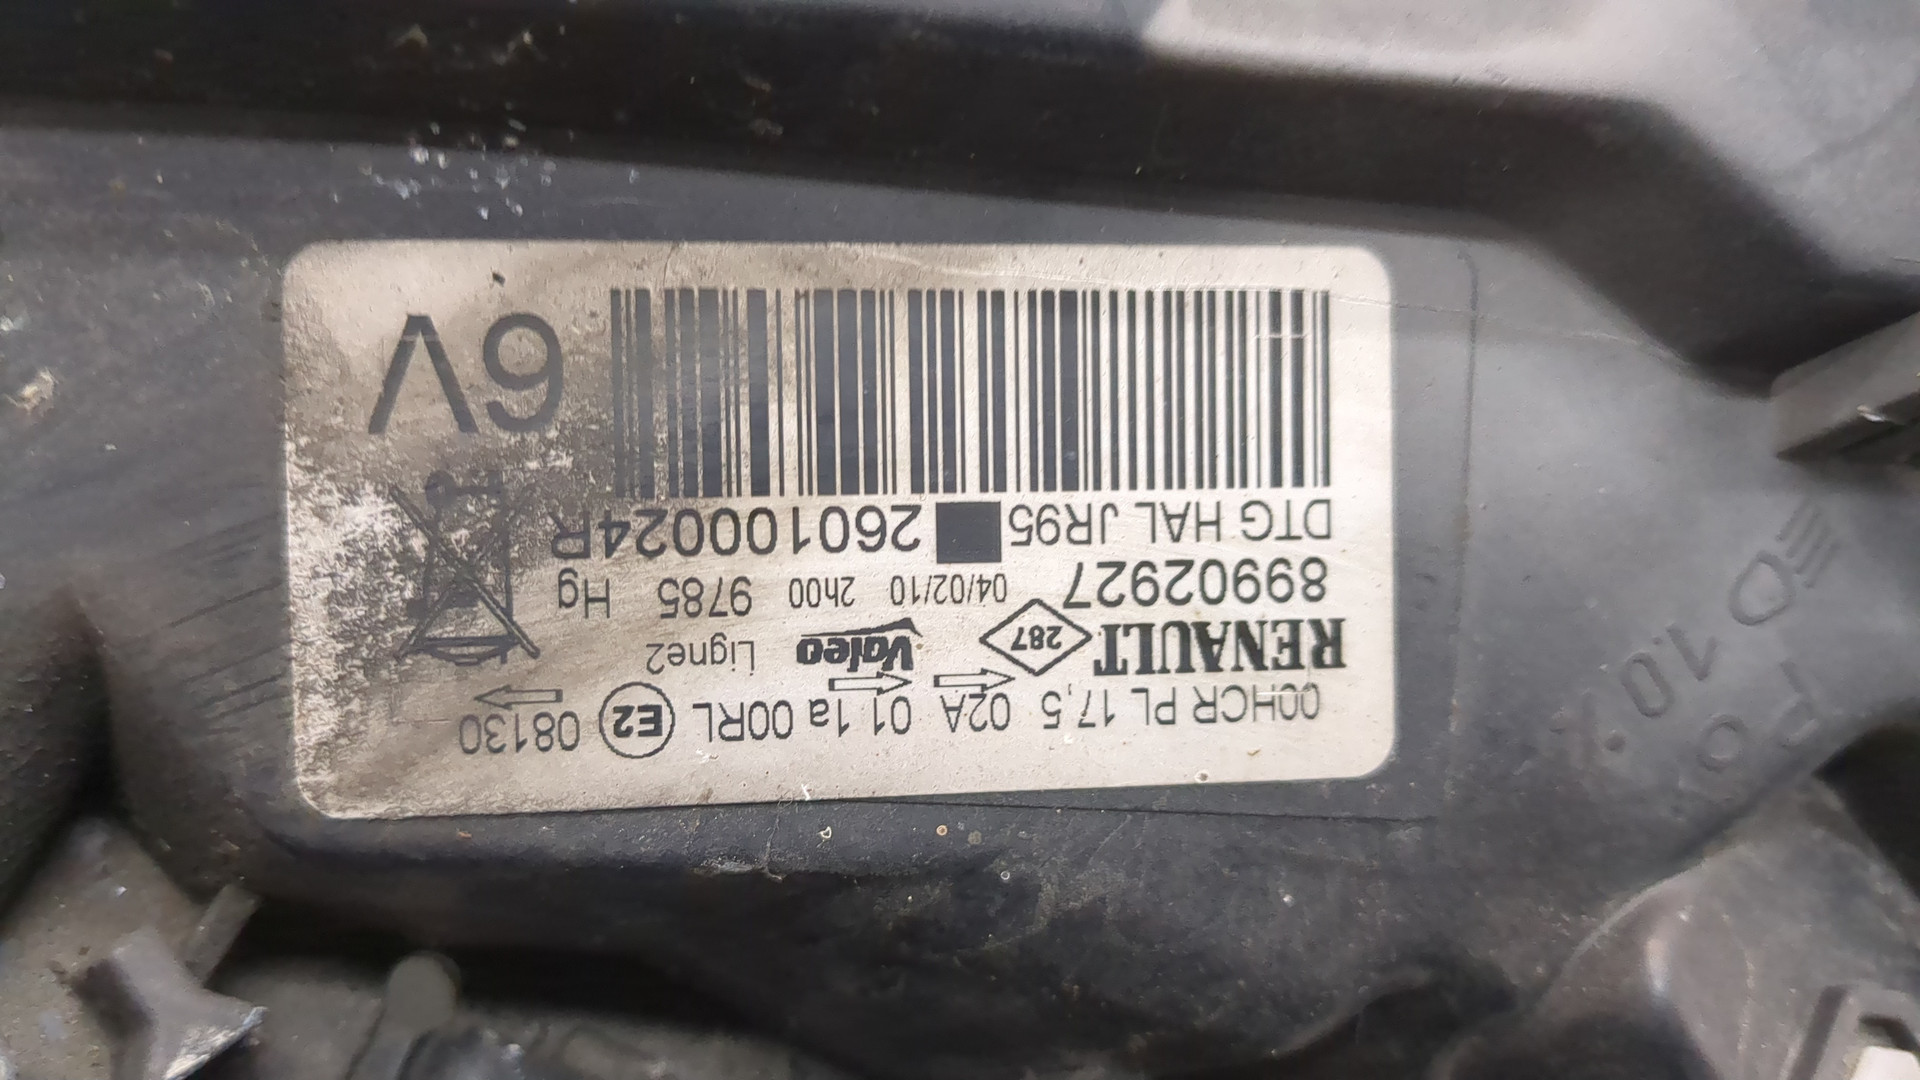 00HCR PL 17,5 02A 01 1a 00RL E2 08130
RENAULT 287 Valeo Ligne2
89902927 04/02/10 2h00 9785 Hg
DTG HAL JR95 260100024R
6V